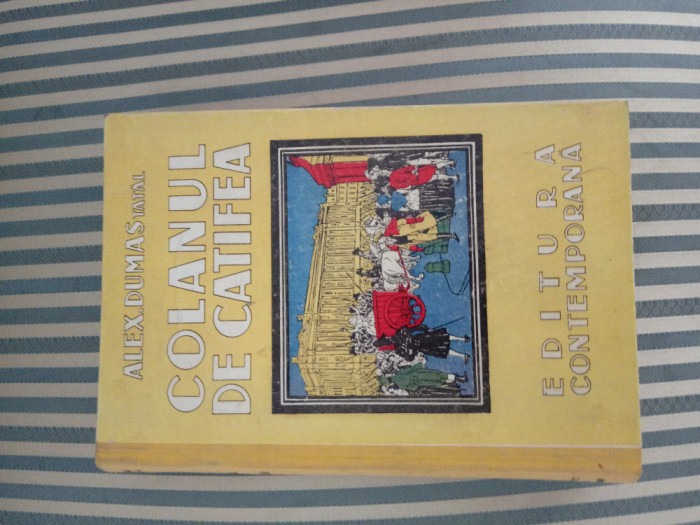 ALEX.DUMAS TATĂL
COLANUL
DE CATIFEA
EDITURA
CONTEMPORANA